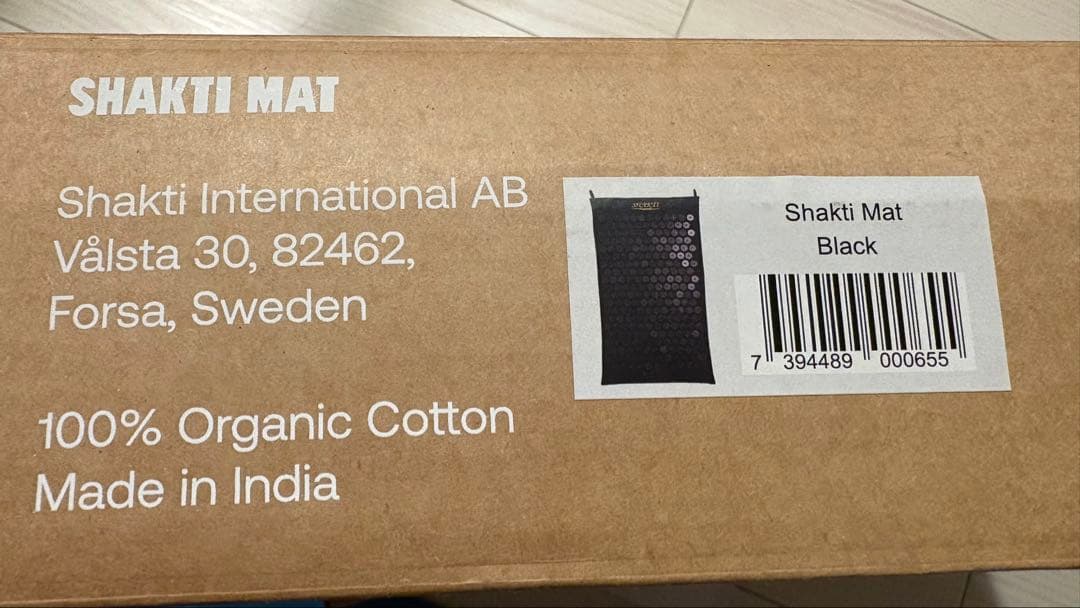 SHAKTI MAT
Shakti International AB
Vålsta 30, 82462,
Forsa, Sweden
100% Organic Cotton
Made in India
SHAKTI
Shakti Mat
Black
7 394489 000655